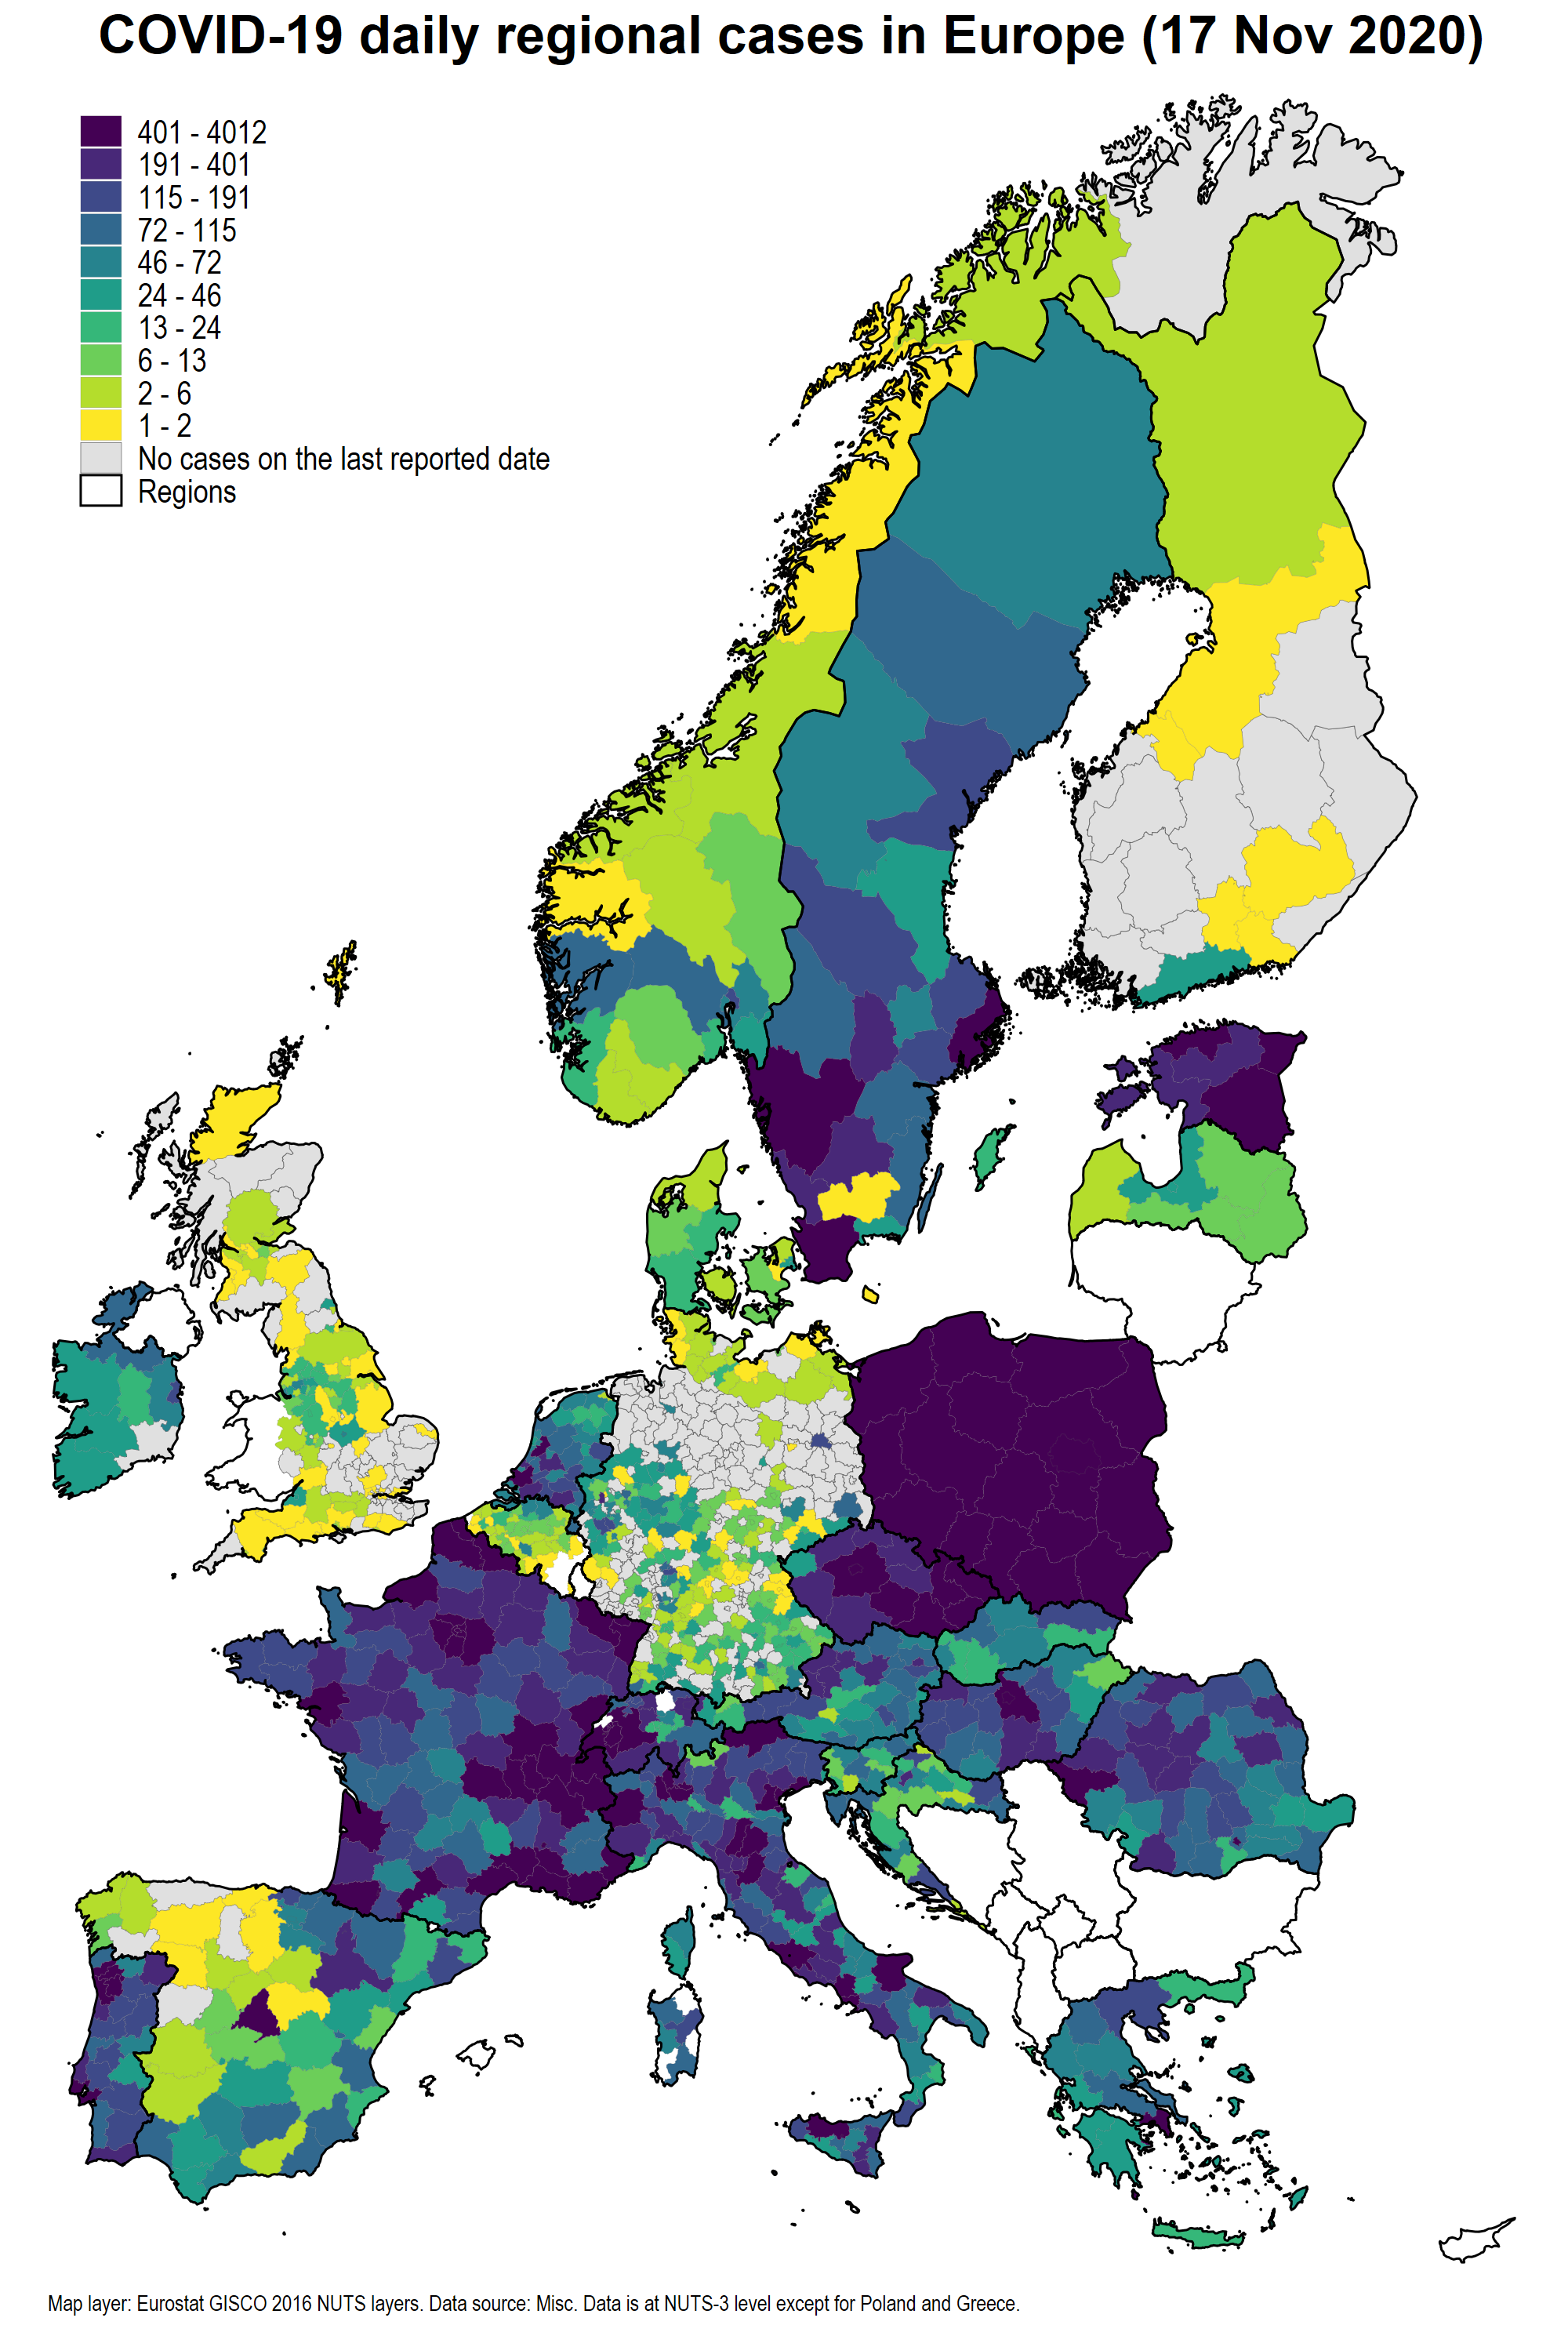 COVID-19 daily regional cases in Europe (17 Nov 2020)
401 - 4012
191 - 401
115 - 191
72 - 115
46 - 72
24 - 46
13 - 24
6 - 13
2 - 6
1 - 2
No cases on the last reported date
Regions
Map layer: Eurostat GISCO 2016 NUTS layers. Data source: Misc. Data is at NUTS-3 level except for Poland and Greece.